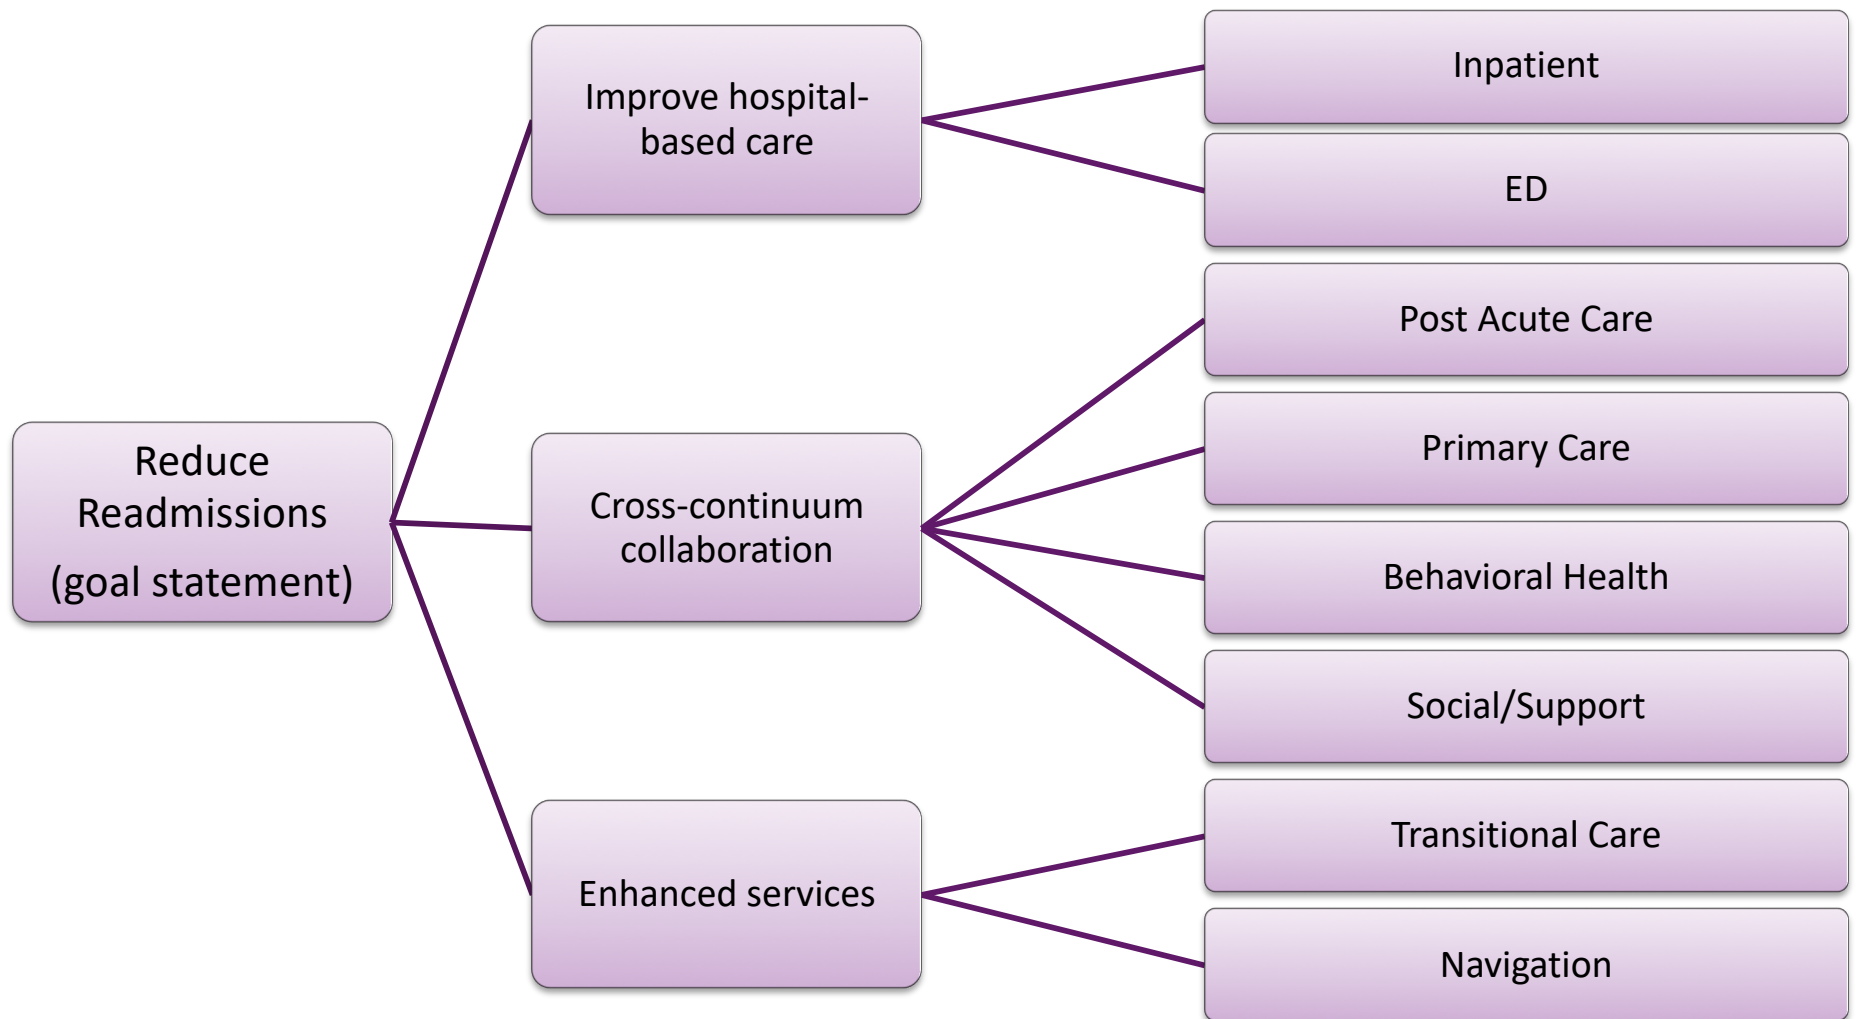 Reduce
Readmissions
(goal statement)
Improve hospital-
based care
Inpatient
ED
Cross-continuum
collaboration
Post Acute Care
Primary Care
Behavioral Health
Social/Support
Enhanced services
Transitional Care
Navigation